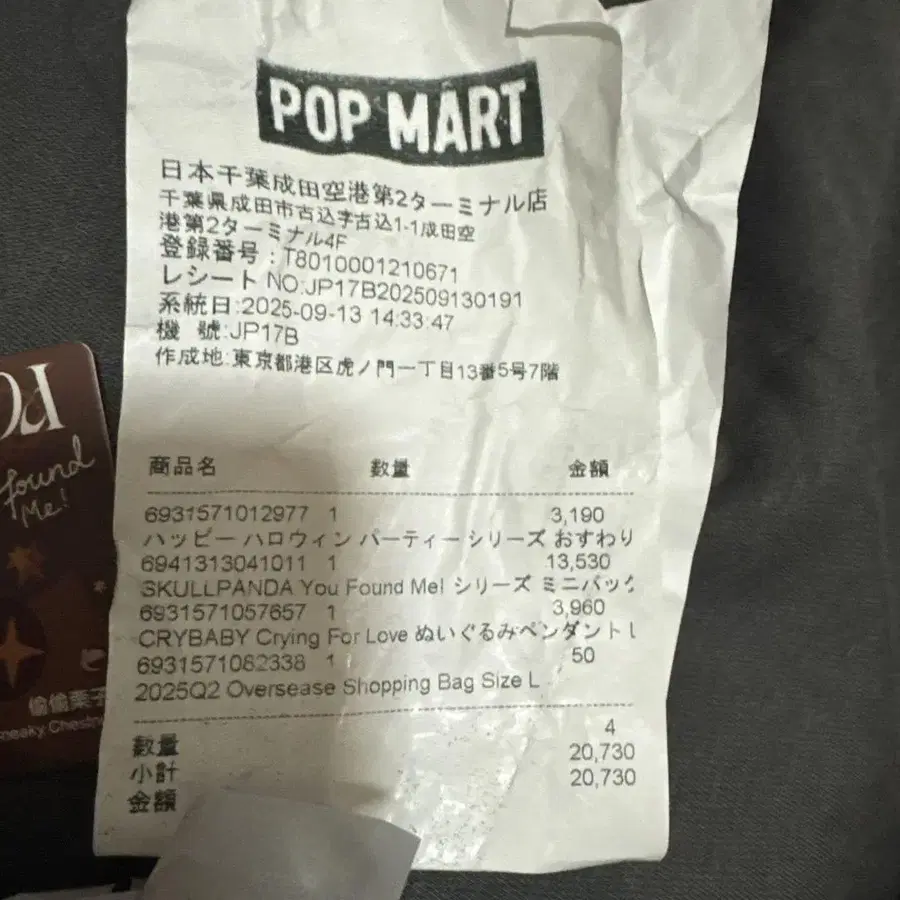 POP MART
日本千葉成田空港第2ターミナル店
千葉県成田市古込字古込1-1成田空
港第2ターミナル4F
登録番号：T8010001210671
レシート NO:JP17B202509130191
系統日:2025-09-13 14:33:47
機 號:JP17B
作成地:東京都港区虎ノ門一丁目13番5号7階
商品名 数量 金額
6931571012977 1 3,190
ハッピー ハロウィン パーティーシリーズ おすわり
6941313041011 1 13,530
SKULLPANDA You Found Me! シリーズ ミニバッグ
6931571057657 1 3,960
CRYBABY Crying For Love ぬいぐるみペンダント
6931571082338 1 50
2025Q2 Oversease Shopping Bag Size L
数量 4
小計 20,730
金額 20,730
found
Me!
偷偷栗子